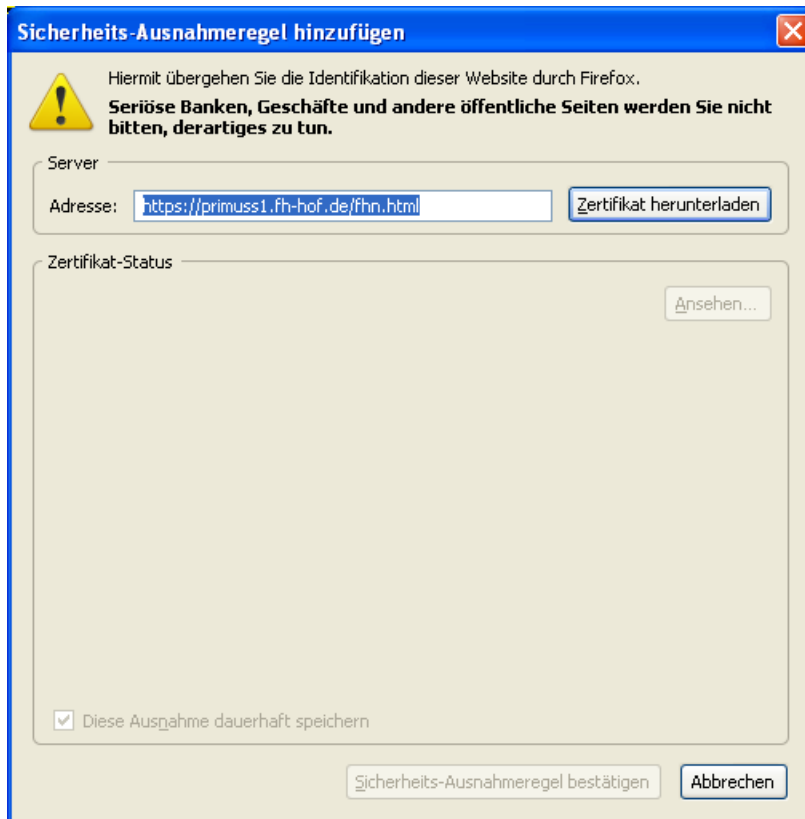 Sicherheits-Ausnahmeregel hinzufügen
Hiermit übergehen Sie die Identifikation dieser Website durch Firefox.
Seriöse Banken, Geschäfte und andere öffentliche Seiten werden Sie nicht
bitten, derartiges zu tun.
Server
Adresse: https://primuss1.fh-hof.de/fhn.html Zertifikat herunterladen
Zertifikat-Status
Ansehen...
Diese Ausnahme dauerhaft speichern
Sicherheits-Ausnahmeregel bestätigen Abbrechen